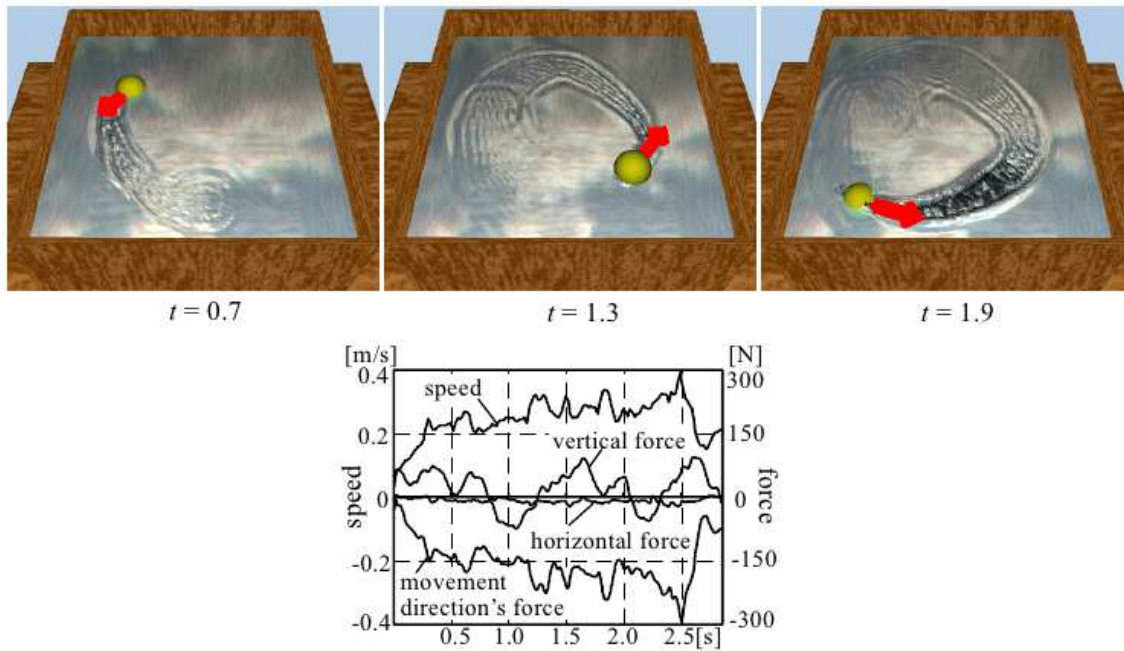 t = 0.7
t = 1.3
t = 1.9
[m/s]
[N]
0.4
0.2
0
-0.2
-0.4
speed
speed
vertical force
horizontal force
movement
direction's force
300
150
0
-150
-300
force
0.5 1.0 1.5 2.0 2.5[s]